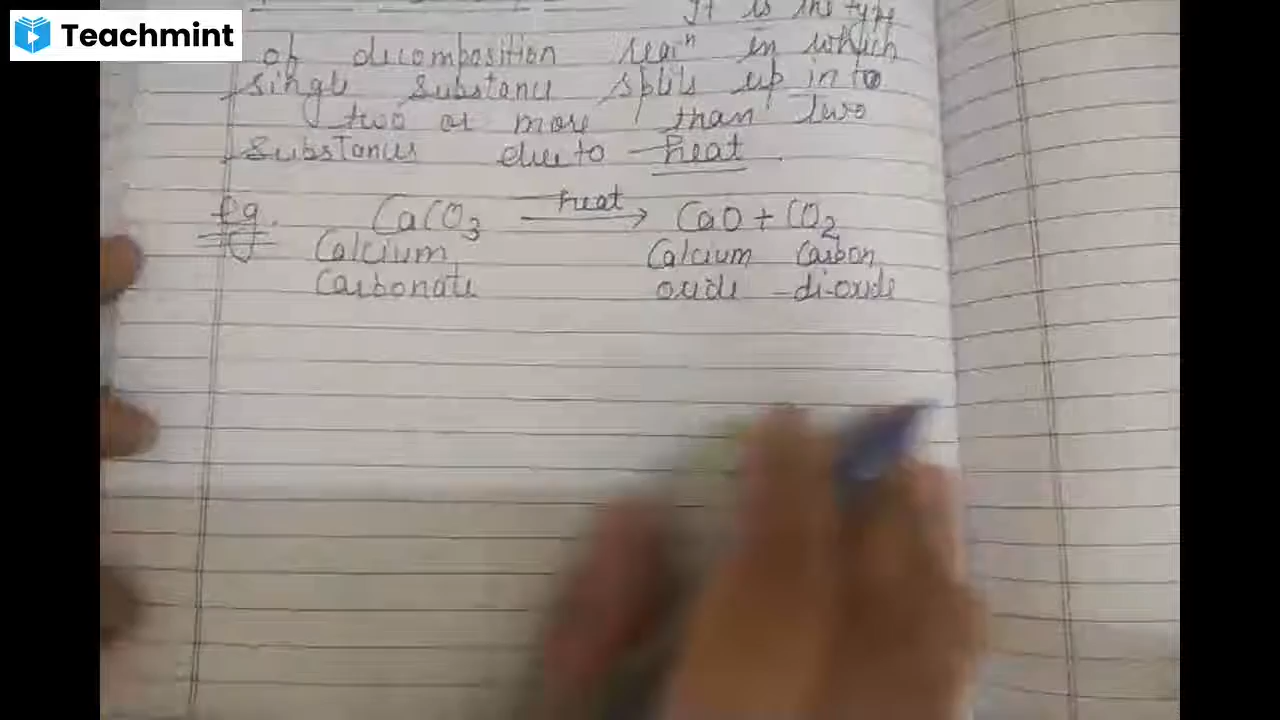 Teachmint
It is the type
of decomposition reacⁿ in which
single substance splits up into
two or more than two
substances due to heat.
Eg. CaCO₃ heat → CaO + CO₂
Calcium Calcium Carbon
Carbonate oxide di-oxide